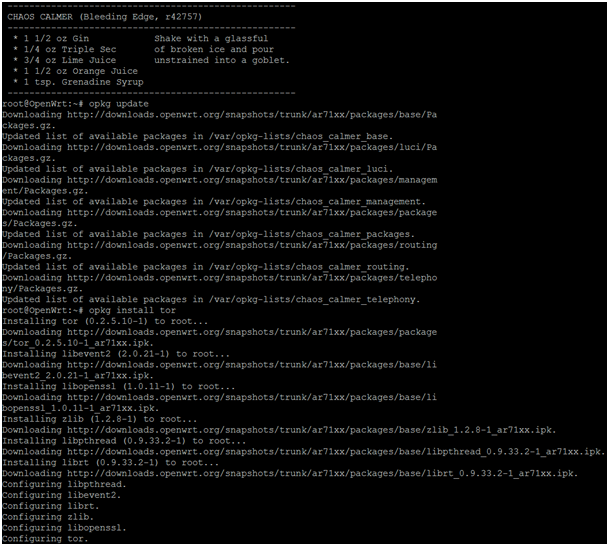 -----------------------------------------------------
CHAOS CALMER (Bleeding Edge, r42757)
-----------------------------------------------------
* 1 1/2 oz Gin            Shake with a glassful
* 1/4 oz Triple Sec       of broken ice and pour
* 3/4 oz Lime Juice       unstrained into a goblet.
* 1 1/2 oz Orange Juice
* 1 tsp. Grenadine Syrup
-----------------------------------------------------
root@OpenWrt:~# opkg update
Downloading http://downloads.openwrt.org/snapshots/trunk/ar71xx/packages/base/Pa
ckages.gz.
Updated list of available packages in /var/opkg-lists/chaos_calmer_base.
Downloading http://downloads.openwrt.org/snapshots/trunk/ar71xx/packages/luci/Pa
ckages.gz.
Updated list of available packages in /var/opkg-lists/chaos_calmer_luci.
Downloading http://downloads.openwrt.org/snapshots/trunk/ar71xx/packages/managem
ent/Packages.gz.
Updated list of available packages in /var/opkg-lists/chaos_calmer_management.
Downloading http://downloads.openwrt.org/snapshots/trunk/ar71xx/packages/package
s/Packages.gz.
Updated list of available packages in /var/opkg-lists/chaos_calmer_packages.
Downloading http://downloads.openwrt.org/snapshots/trunk/ar71xx/packages/routing
/Packages.gz.
Updated list of available packages in /var/opkg-lists/chaos_calmer_routing.
Downloading http://downloads.openwrt.org/snapshots/trunk/ar71xx/packages/telepho
ny/Packages.gz.
Updated list of available packages in /var/opkg-lists/chaos_calmer_telephony.
root@OpenWrt:~# opkg install tor
Installing tor (0.2.5.10-1) to root...
Downloading http://downloads.openwrt.org/snapshots/trunk/ar71xx/packages/package
s/tor_0.2.5.10-1_ar71xx.ipk.
Installing libevent2 (2.0.21-1) to root...
Downloading http://downloads.openwrt.org/snapshots/trunk/ar71xx/packages/base/li
bevent2_2.0.21-1_ar71xx.ipk.
Installing libopenssl (1.0.1l-1) to root...
Downloading http://downloads.openwrt.org/snapshots/trunk/ar71xx/packages/base/li
bopenssl_1.0.1l-1_ar71xx.ipk.
Installing zlib (1.2.8-1) to root...
Downloading http://downloads.openwrt.org/snapshots/trunk/ar71xx/packages/base/zlib_1.2.8-1_ar71xx.ipk.
Installing libpthread (0.9.33.2-1) to root...
Downloading http://downloads.openwrt.org/snapshots/trunk/ar71xx/packages/base/libpthread_0.9.33.2-1_ar71xx.ipk.
Installing librt (0.9.33.2-1) to root...
Downloading http://downloads.openwrt.org/snapshots/trunk/ar71xx/packages/base/librt_0.9.33.2-1_ar71xx.ipk.
Configuring libpthread.
Configuring libevent2.
Configuring librt.
Configuring zlib.
Configuring libopenssl.
Configuring tor.